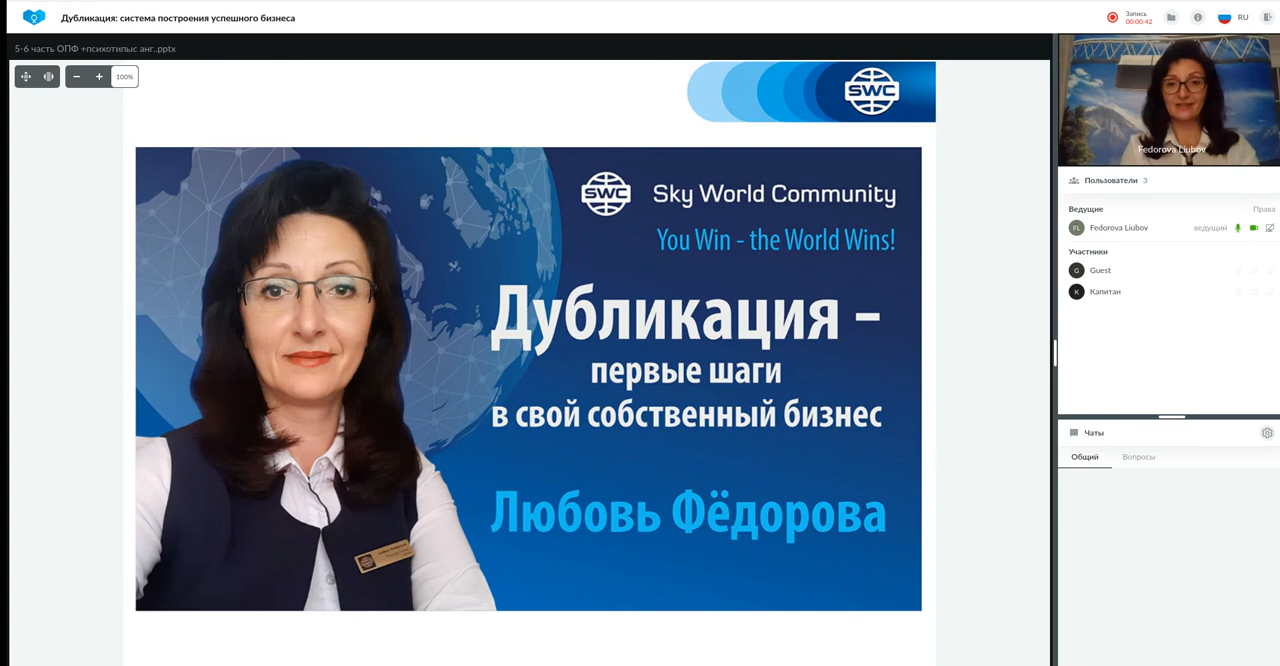 Дубликация: система построения успешного бизнеса
Запись
00:00:42
RU
5-6 часть ОПФ +психотипыс анг..pptx
100%
SWC
SWC Sky World Community
You Win - the World Wins!
Дубликация –
первые шаги
в свой собственный бизнес
Любовь Фёдорова
Fedorova Liubov
Пользователи 3
Ведущие Права
FL Fedorova Liubov ведущий
Участники
G Guest
К Капитан
Чаты
Общий Вопросы